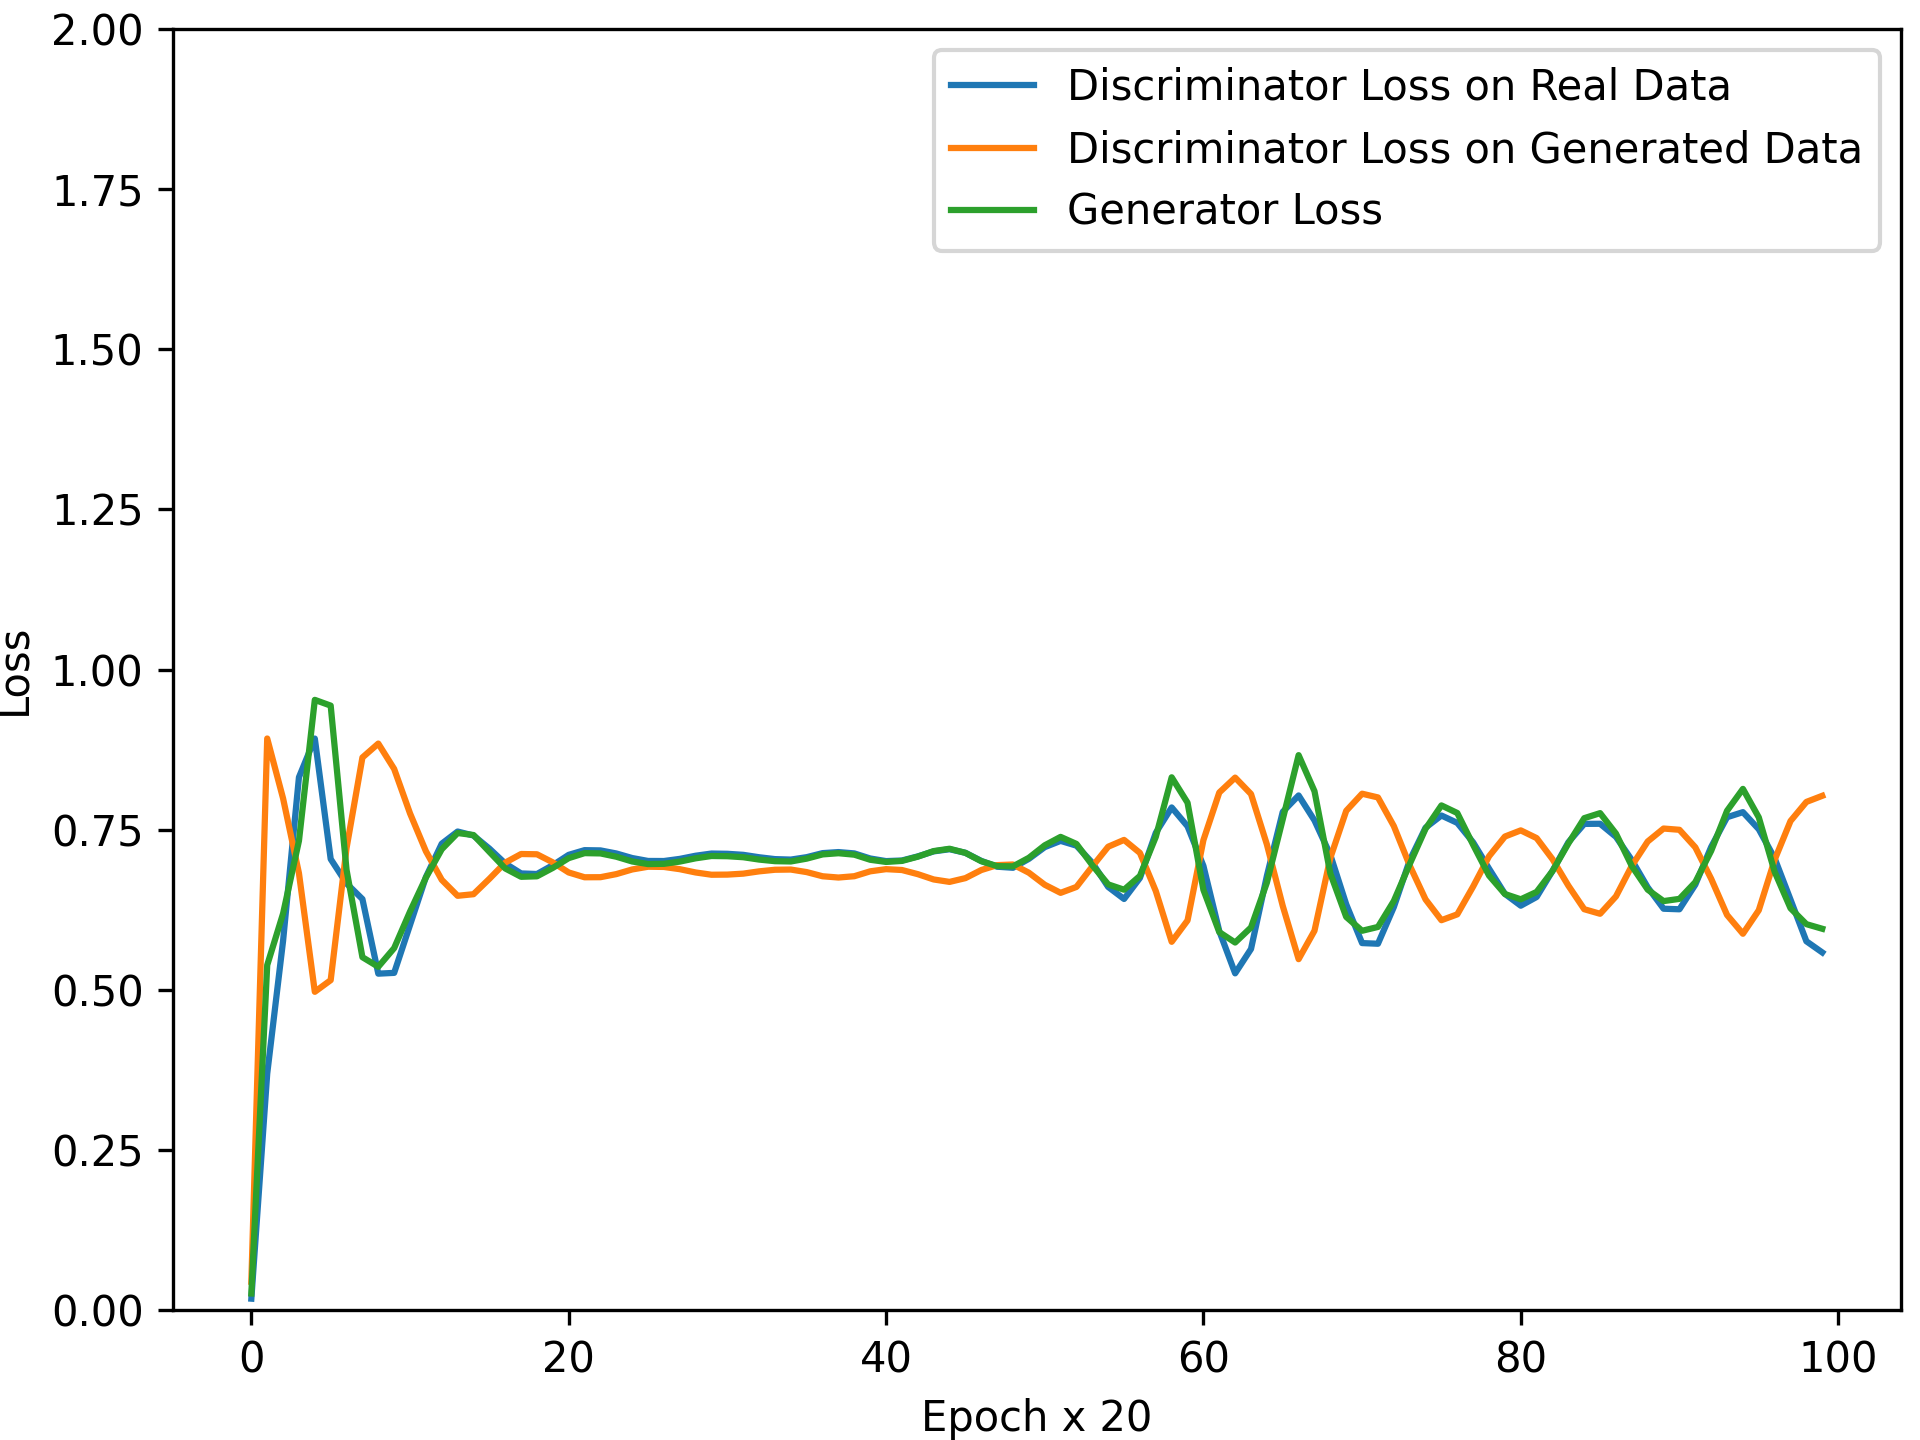 2.00
1.75
1.50
1.25
1.00
0.75
0.50
0.25
0.00
Loss
Discriminator Loss on Real Data
Discriminator Loss on Generated Data
Generator Loss
0 20 40 60 80 100
Epoch x 20